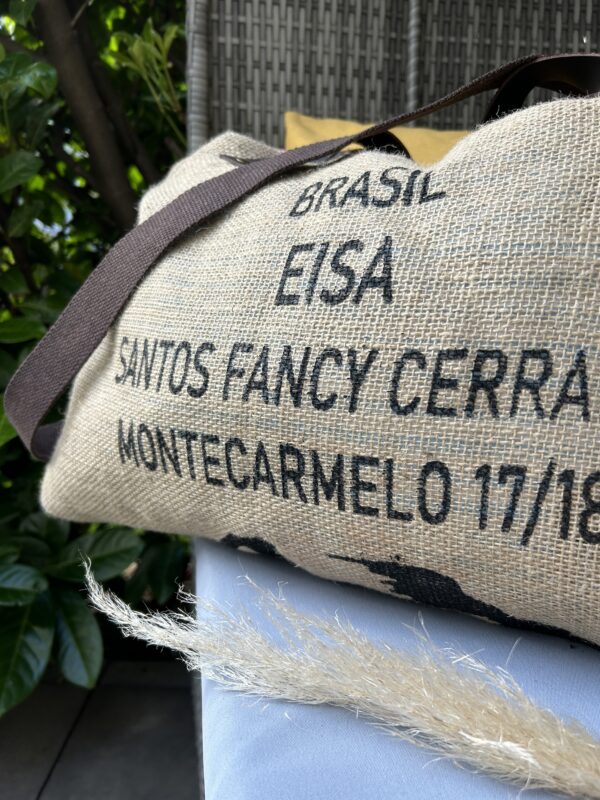 BRASIL
EISA
SANTOS FANCY CERRA
MONTECARMELO 17/18